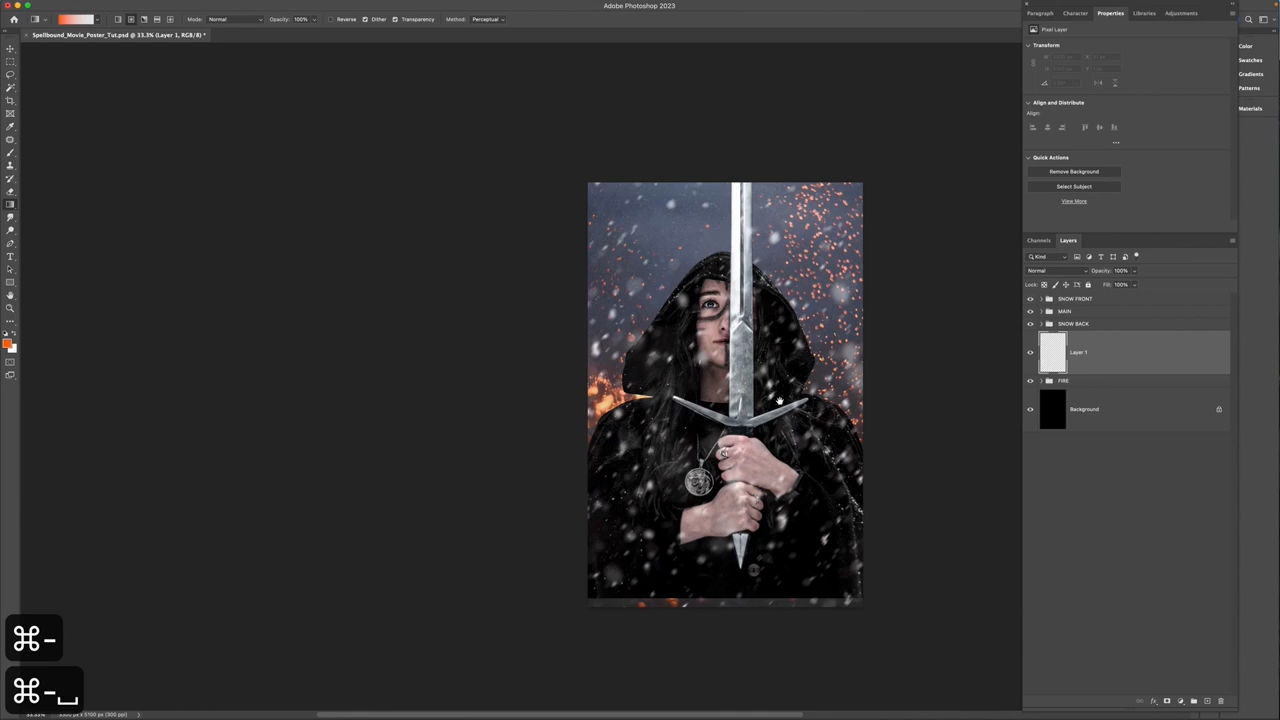 Adobe Photoshop 2023
Mode: Normal Opacity: 100% Reverse Dither Transparency Method: Perceptual
Spellbound_Movie_Poster_Tut.psd @ 33.3% (Layer 1, RGB/8) *
Paragraph Character Properties Libraries Adjustments
Pixel Layer
Transform
Align and Distribute
Align:
Quick Actions
Remove Background
Select Subject
View More
Color
Swatches
Gradients
Patterns
Materials
Channels Layers
Kind
Normal Opacity: 100%
Lock: Fill: 100%
SNOW FRONT
MAIN
SNOW BACK
Layer 1
FIRE
Background
⌘-
⌘-⎵